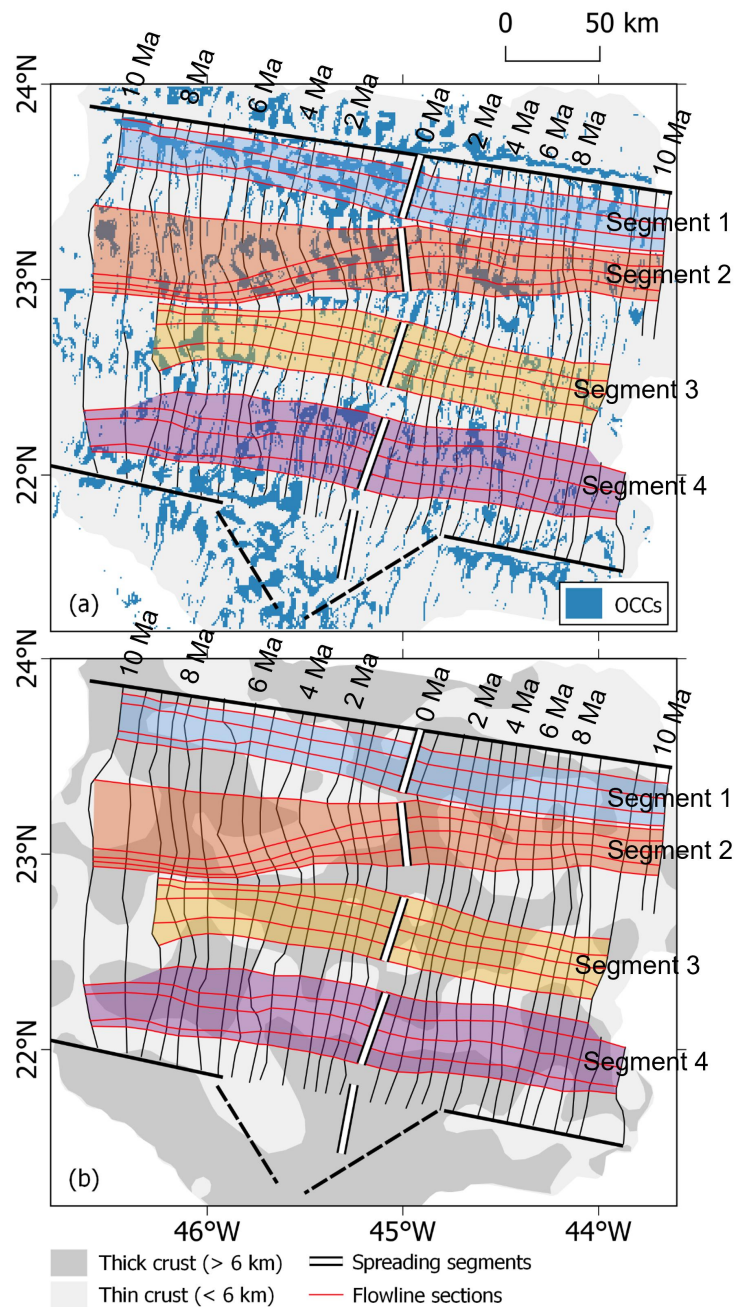 0 50 km
10 Ma 8 Ma 6 Ma 4 Ma 2 Ma 0 Ma 2 Ma 4 Ma 6 Ma 8 Ma 10 Ma
24°N
Segment 1
Segment 2
23°N
Segment 3
Segment 4
22°N
(a)
OCCs
10 Ma 8 Ma 6 Ma 4 Ma 2 Ma 0 Ma 2 Ma 4 Ma 6 Ma 8 Ma 10 Ma
24°N
Segment 1
Segment 2
23°N
Segment 3
Segment 4
22°N
(b)
46°W 45°W 44°W
Thick crust (> 6 km) Spreading segments
Thin crust (< 6 km) Flowline sections